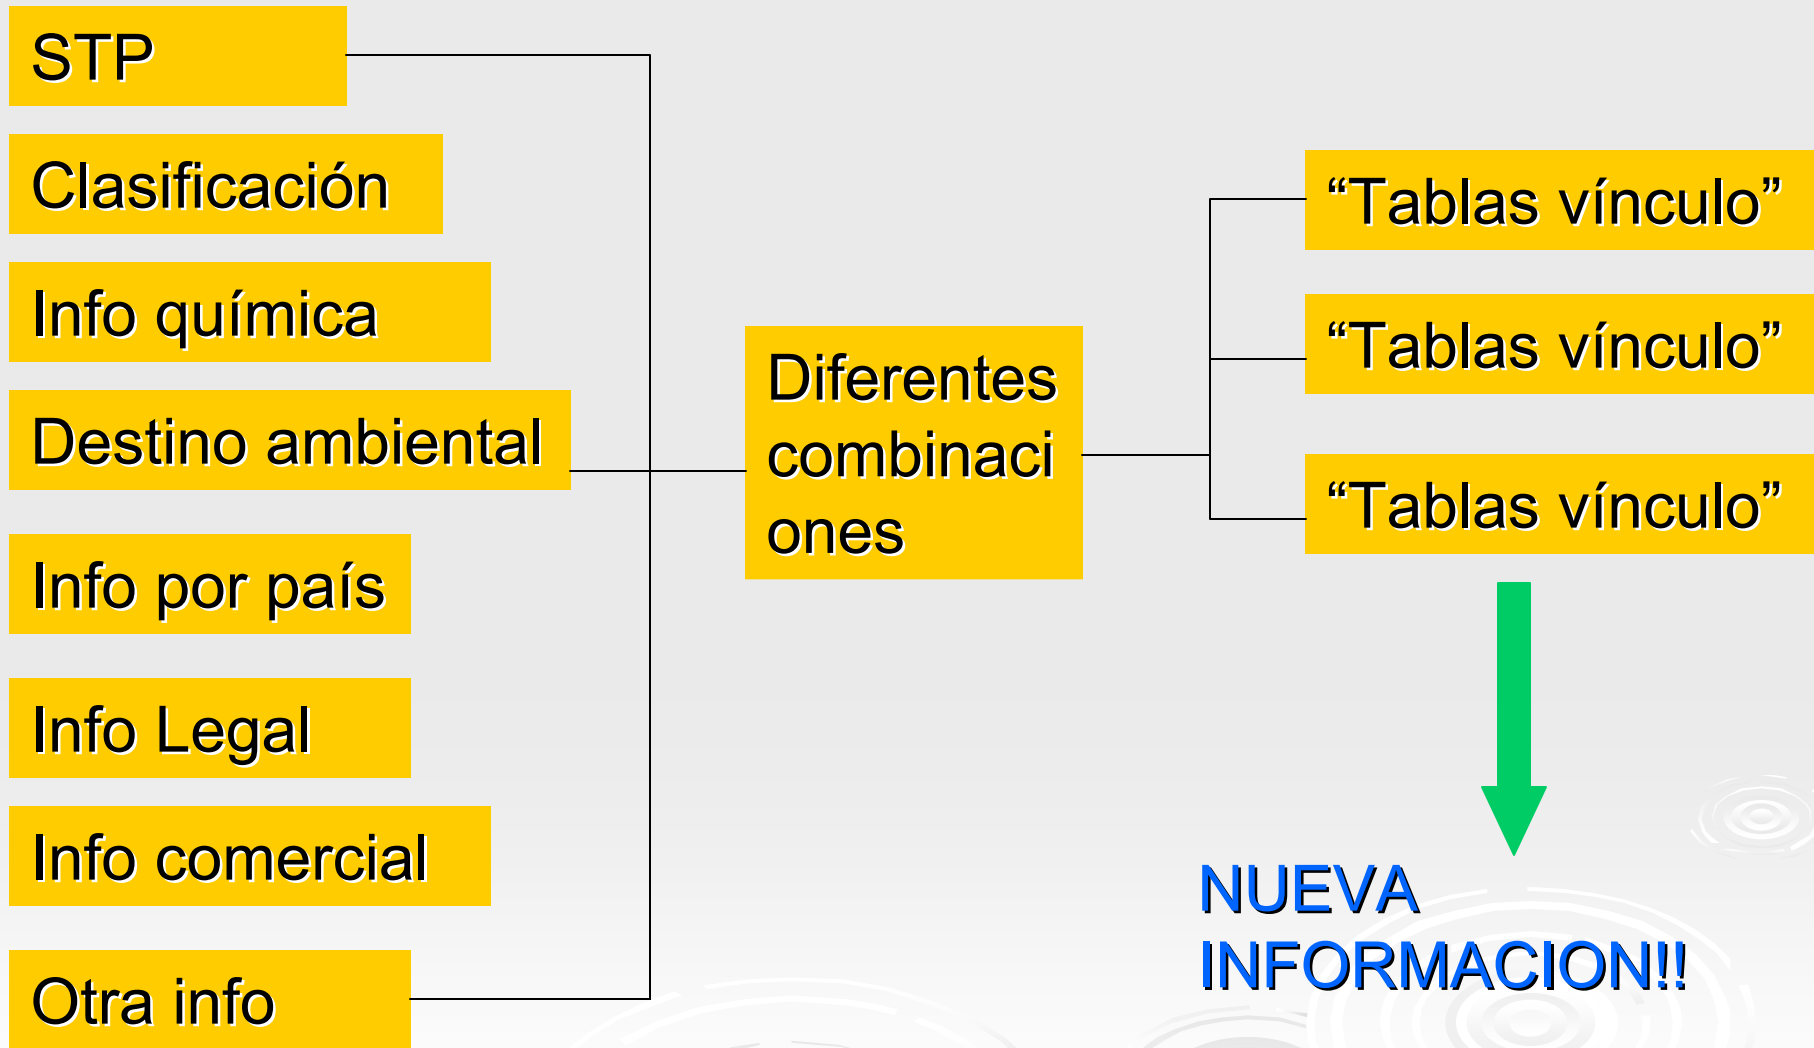 STP
Clasificación
Info química
Destino ambiental
Info por país
Info Legal
Info comercial
Otra info
Diferentes
combinaci
ones
“Tablas vínculo”
“Tablas vínculo”
“Tablas vínculo”
NUEVA
INFORMACION!!